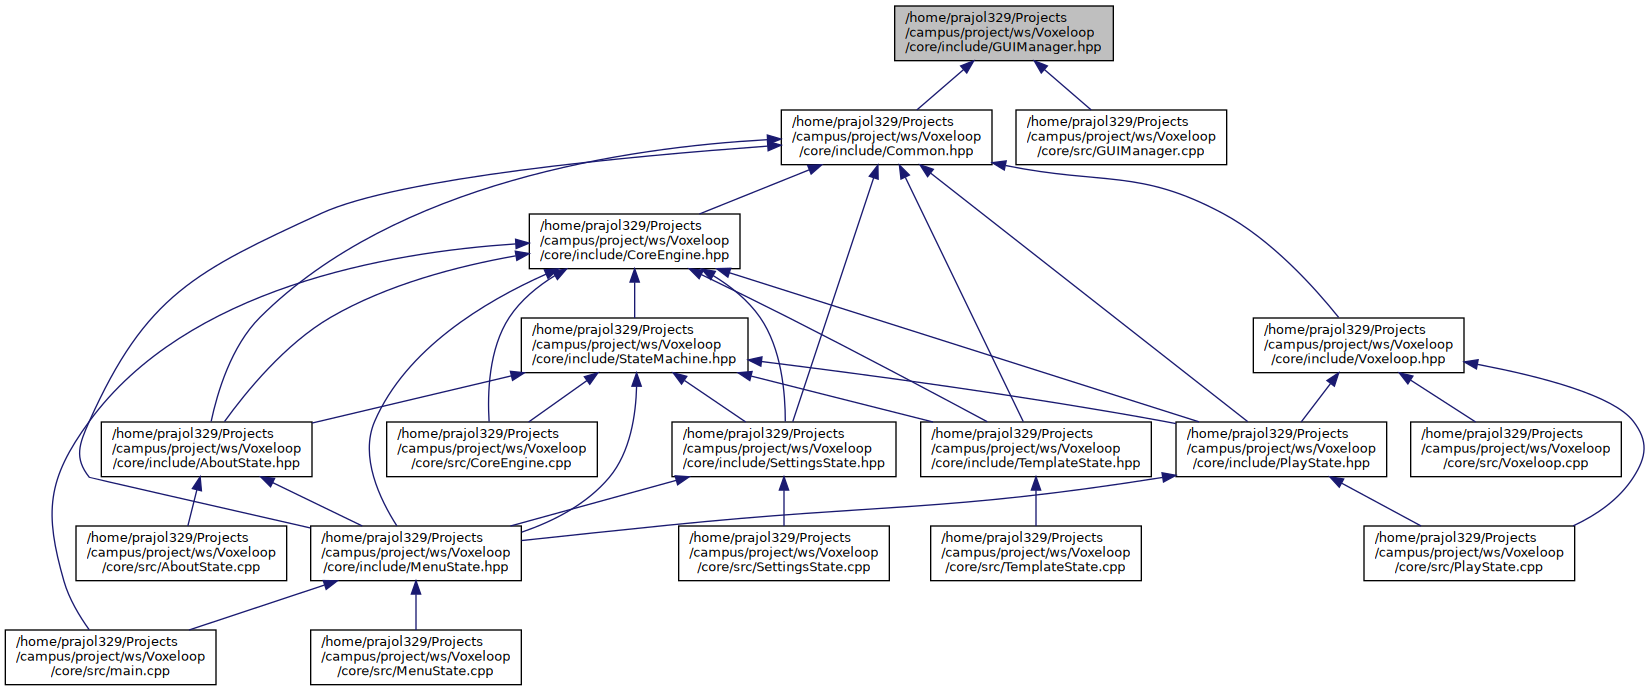 /home/prajol329/Projects
/campus/project/ws/Voxeloop
/core/include/GUIManager.hpp
/home/prajol329/Projects
/campus/project/ws/Voxeloop
/core/include/Common.hpp
/home/prajol329/Projects
/campus/project/ws/Voxeloop
/core/src/GUIManager.cpp
/home/prajol329/Projects
/campus/project/ws/Voxeloop
/core/include/CoreEngine.hpp
/home/prajol329/Projects
/campus/project/ws/Voxeloop
/core/include/StateMachine.hpp
/home/prajol329/Projects
/campus/project/ws/Voxeloop
/core/include/Voxeloop.hpp
/home/prajol329/Projects
/campus/project/ws/Voxeloop
/core/include/AboutState.hpp
/home/prajol329/Projects
/campus/project/ws/Voxeloop
/core/src/CoreEngine.cpp
/home/prajol329/Projects
/campus/project/ws/Voxeloop
/core/include/SettingsState.hpp
/home/prajol329/Projects
/campus/project/ws/Voxeloop
/core/include/TemplateState.hpp
/home/prajol329/Projects
/campus/project/ws/Voxeloop
/core/include/PlayState.hpp
/home/prajol329/Projects
/campus/project/ws/Voxeloop
/core/src/Voxeloop.cpp
/home/prajol329/Projects
/campus/project/ws/Voxeloop
/core/src/AboutState.cpp
/home/prajol329/Projects
/campus/project/ws/Voxeloop
/core/include/MenuState.hpp
/home/prajol329/Projects
/campus/project/ws/Voxeloop
/core/src/SettingsState.cpp
/home/prajol329/Projects
/campus/project/ws/Voxeloop
/core/src/TemplateState.cpp
/home/prajol329/Projects
/campus/project/ws/Voxeloop
/core/src/PlayState.cpp
/home/prajol329/Projects
/campus/project/ws/Voxeloop
/core/src/main.cpp
/home/prajol329/Projects
/campus/project/ws/Voxeloop
/core/src/MenuState.cpp